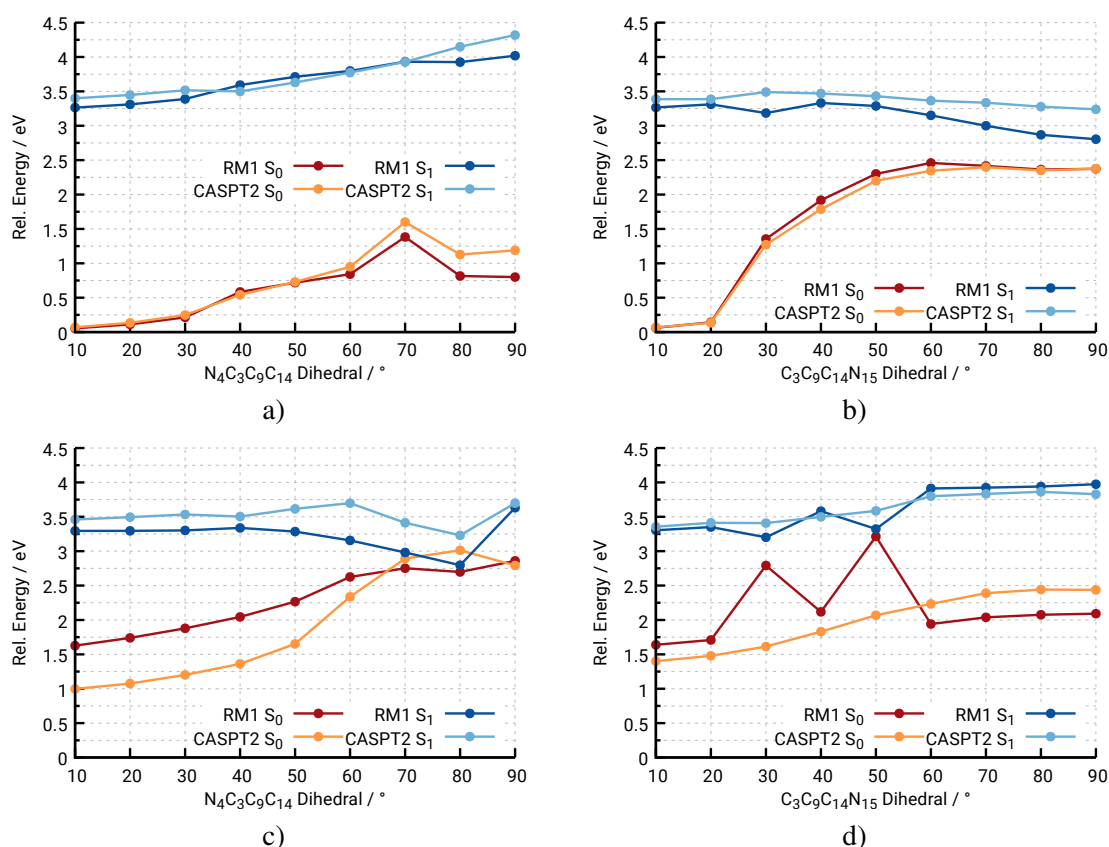 4.5
4
3.5
3
2.5
2
1.5
1
0.5
0
Rel. Energy / eV
RM1 S0 RM1 S1
CASPT2 S0 CASPT2 S1
10 20 30 40 50 60 70 80 90
N4C3C9C14 Dihedral / °
a)
4.5
4
3.5
3
2.5
2
1.5
1
0.5
0
Rel. Energy / eV
RM1 S0 RM1 S1
CASPT2 S0 CASPT2 S1
10 20 30 40 50 60 70 80 90
C3C9C14N15 Dihedral / °
b)
4.5
4
3.5
3
2.5
2
1.5
1
0.5
0
Rel. Energy / eV
RM1 S0 RM1 S1
CASPT2 S0 CASPT2 S1
10 20 30 40 50 60 70 80 90
N4C3C9C14 Dihedral / °
c)
4.5
4
3.5
3
2.5
2
1.5
1
0.5
0
Rel. Energy / eV
RM1 S0 RM1 S1
CASPT2 S0 CASPT2 S1
10 20 30 40 50 60 70 80 90
C3C9C14N15 Dihedral / °
d)